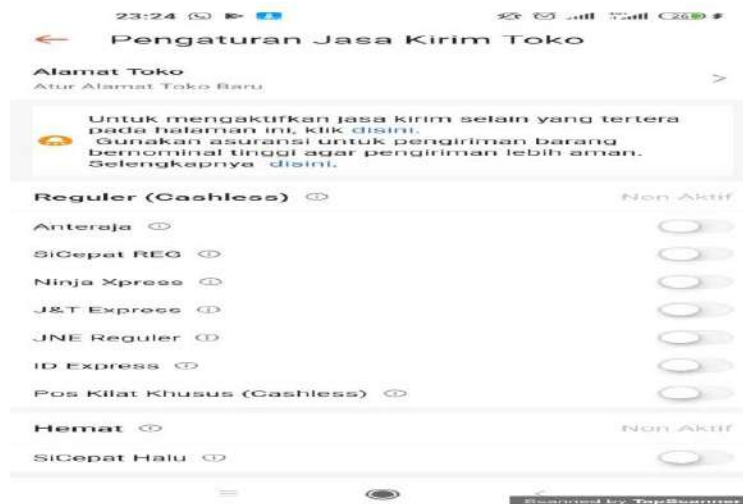 23:24
Pengaturan Jasa Kirim Toko
Alamat Toko
Atur Alamat Toko Baru
Untuk mengaktifkan jasa kirim selain yang tertera
pada halaman ini, klik disini.
Gunakan asuransi untuk pengiriman barang
bernominal tinggi agar pengiriman lebih aman.
Selengkapnya disini.
Reguler (Cashless) Non Aktif
Anteraja
SiCepat REG
Ninja Xpress
J&T Express
JNE Reguler
ID Express
Pos Kilat Khusus (Cashless)
Hemat Non Aktif
SiCepat Halu
Scanned by TapScanner